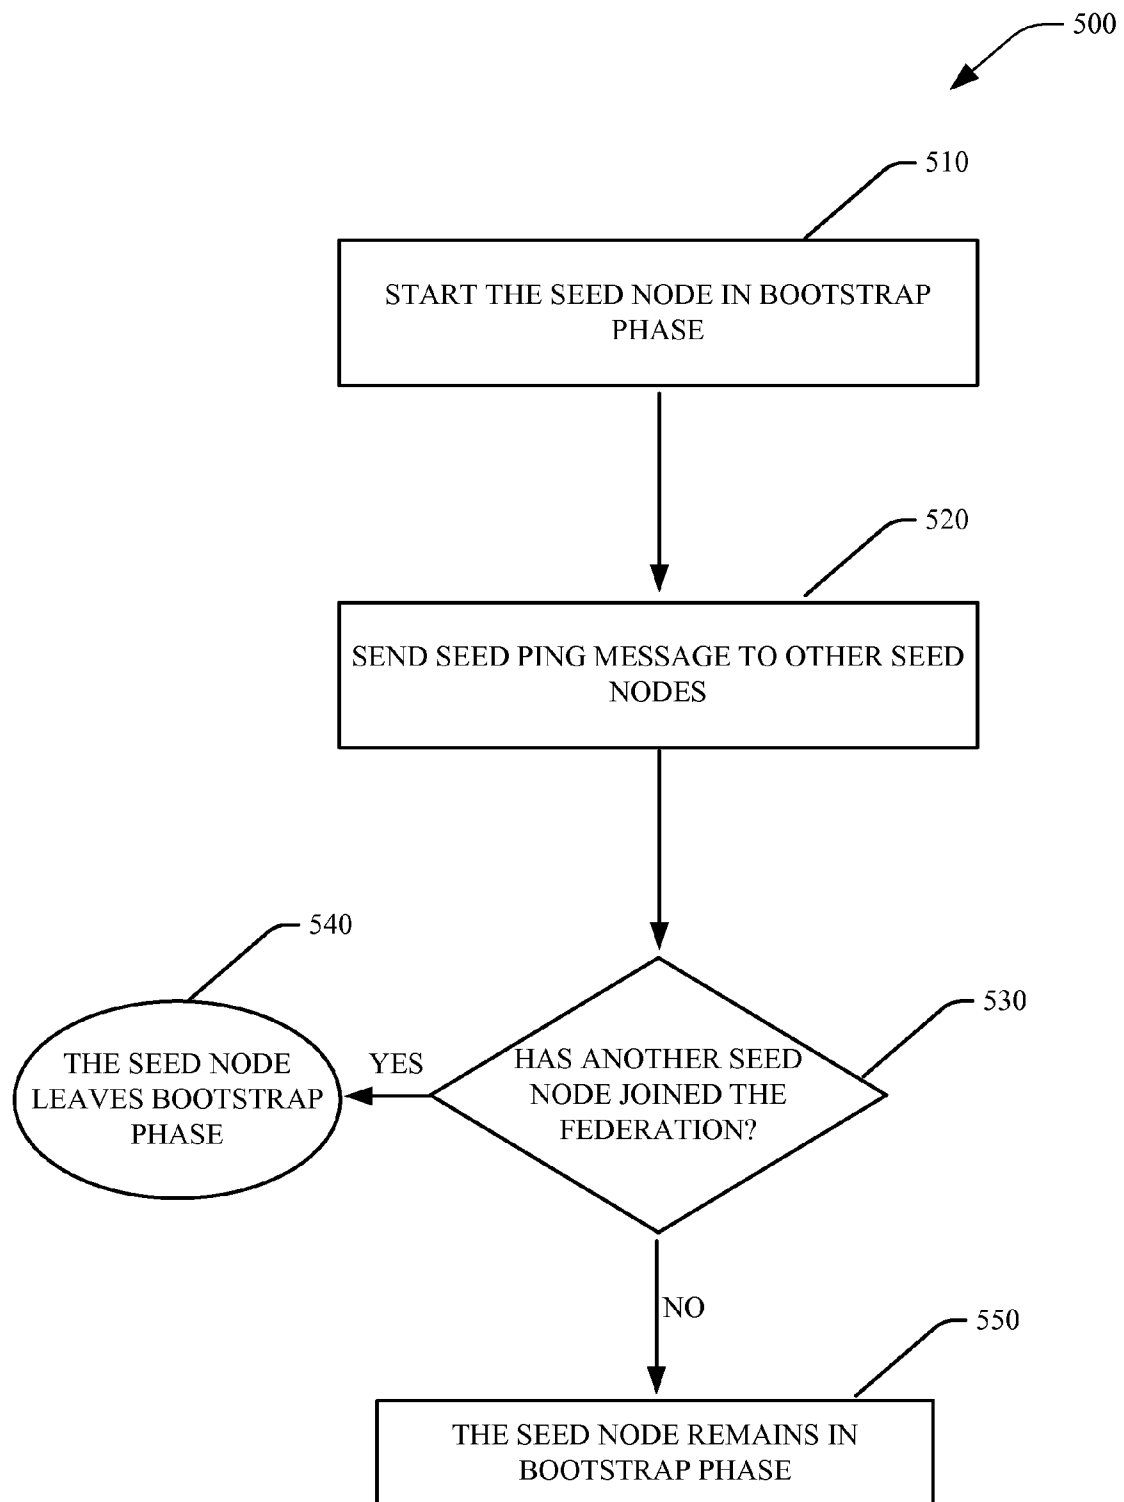 500
510
START THE SEED NODE IN BOOTSTRAP
PHASE
520
SEND SEED PING MESSAGE TO OTHER SEED
NODES
540
530
THE SEED NODE
LEAVES BOOTSTRAP
PHASE
YES
HAS ANOTHER SEED
NODE JOINED THE
FEDERATION?
NO
550
THE SEED NODE REMAINS IN
BOOTSTRAP PHASE